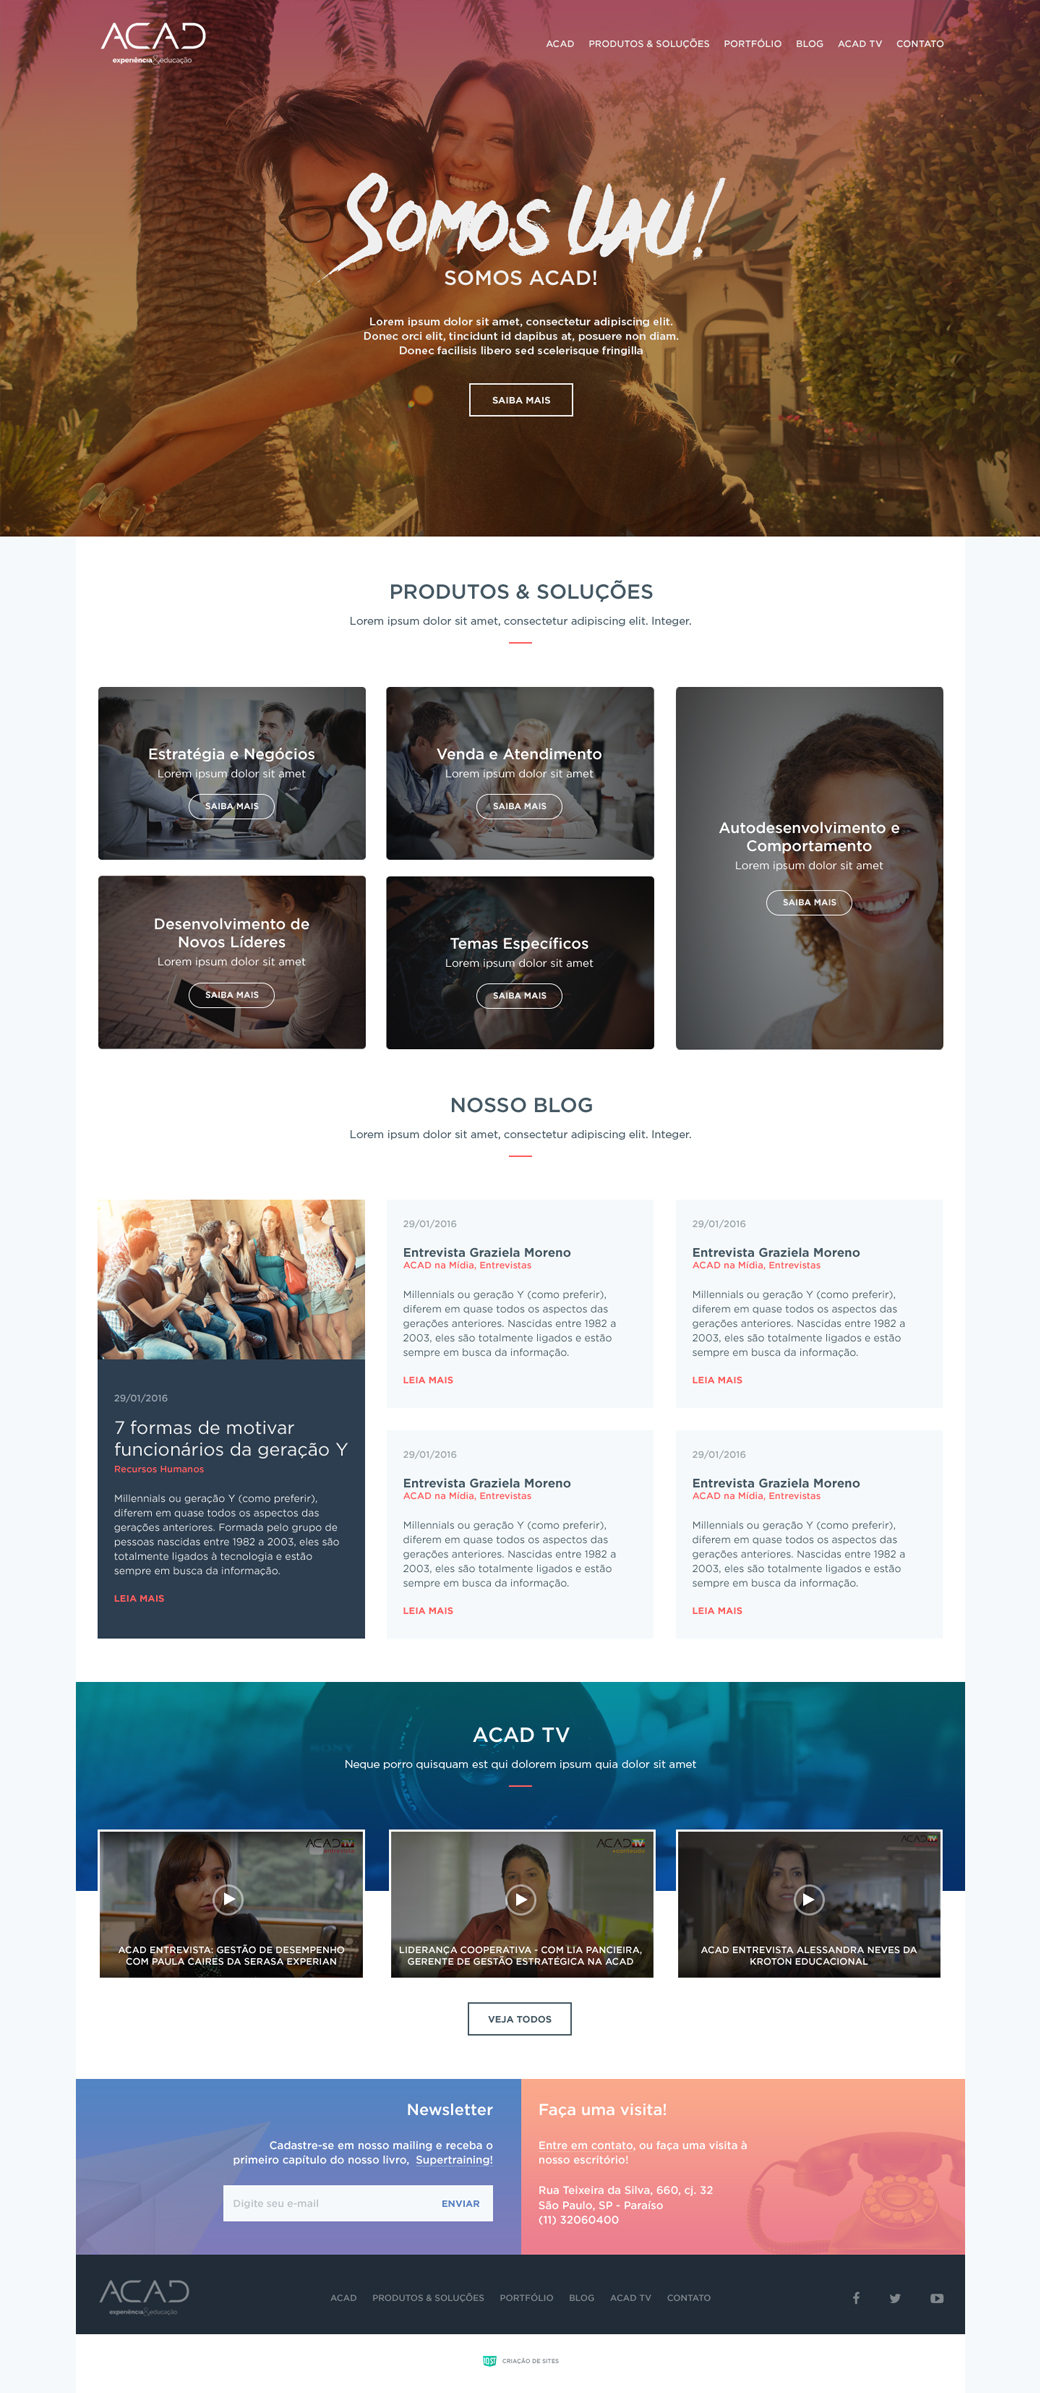 ACAD
experiência&educação
ACAD PRODUTOS & SOLUÇÕES PORTFÓLIO BLOG ACAD TV CONTATO
SOMOS UAU!
SOMOS ACAD!
Lorem ipsum dolor sit amet, consectetur adipiscing elit.
Donec orci elit, tincidunt id dapibus at, posuere non diam.
Donec facilisis libero sed scelerisque fringilla
SAIBA MAIS
PRODUTOS & SOLUÇÕES
Lorem ipsum dolor sit amet, consectetur adipiscing elit. Integer.
Estratégia e Negócios
Lorem ipsum dolor sit amet
SAIBA MAIS
Venda e Atendimento
Lorem ipsum dolor sit amet
SAIBA MAIS
Autodesenvolvimento e
Comportamento
Lorem ipsum dolor sit amet
SAIBA MAIS
Desenvolvimento de
Novos Líderes
Lorem ipsum dolor sit amet
SAIBA MAIS
Temas Específicos
Lorem ipsum dolor sit amet
SAIBA MAIS
NOSSO BLOG
Lorem ipsum dolor sit amet, consectetur adipiscing elit. Integer.
29/01/2016
7 formas de motivar
funcionários da geração Y
Recursos Humanos
Millennials ou geração Y (como preferir),
diferem em quase todos os aspectos das
gerações anteriores. Formada pelo grupo de
pessoas nascidas entre 1982 a 2003, eles são
totalmente ligados à tecnologia e estão
sempre em busca da informação.
LEIA MAIS
29/01/2016
Entrevista Graziela Moreno
ACAD na Mídia, Entrevistas
Millennials ou geração Y (como preferir),
diferem em quase todos os aspectos das
gerações anteriores. Nascidas entre 1982 a
2003, eles são totalmente ligados e estão
sempre em busca da informação.
LEIA MAIS
29/01/2016
Entrevista Graziela Moreno
ACAD na Mídia, Entrevistas
Millennials ou geração Y (como preferir),
diferem em quase todos os aspectos das
gerações anteriores. Nascidas entre 1982 a
2003, eles são totalmente ligados e estão
sempre em busca da informação.
LEIA MAIS
29/01/2016
Entrevista Graziela Moreno
ACAD na Mídia, Entrevistas
Millennials ou geração Y (como preferir),
diferem em quase todos os aspectos das
gerações anteriores. Nascidas entre 1982 a
2003, eles são totalmente ligados e estão
sempre em busca da informação.
LEIA MAIS
29/01/2016
Entrevista Graziela Moreno
ACAD na Mídia, Entrevistas
Millennials ou geração Y (como preferir),
diferem em quase todos os aspectos das
gerações anteriores. Nascidas entre 1982 a
2003, eles são totalmente ligados e estão
sempre em busca da informação.
LEIA MAIS
SONY
ACAD TV
Neque porro quisquam est qui dolorem ipsum quia dolor sit amet
ACAD TV
entrevista
ACAD ENTREVISTA: GESTÃO DE DESEMPENHO
COM PAULA CAIRES DA SERASA EXPERIAN
ACAD TV
LIDERANÇA COOPERATIVA - COM LÍA PANCIEIRA,
GERENTE DE GESTÃO ESTRATÉGICA NA ACAD
ACAD TV
ACAD ENTREVISTA ALESSANDRA NEVES DA
KROTON EDUCACIONAL
VEJA TODOS
Newsletter
Cadastre-se em nosso mailing e receba o
primeiro capítulo do nosso livro, Supertraining!
Digite seu e-mail ENVIAR
Faça uma visita!
Entre em contato, ou faça uma visita à
nosso escritório!
Rua Teixeira da Silva, 660, cj. 32
São Paulo, SP - Paraíso
(11) 32060400
ACAD
experiência&educação
ACAD PRODUTOS & SOLUÇÕES PORTFÓLIO BLOG ACAD TV CONTATO
CRIAÇÃO DE SITES